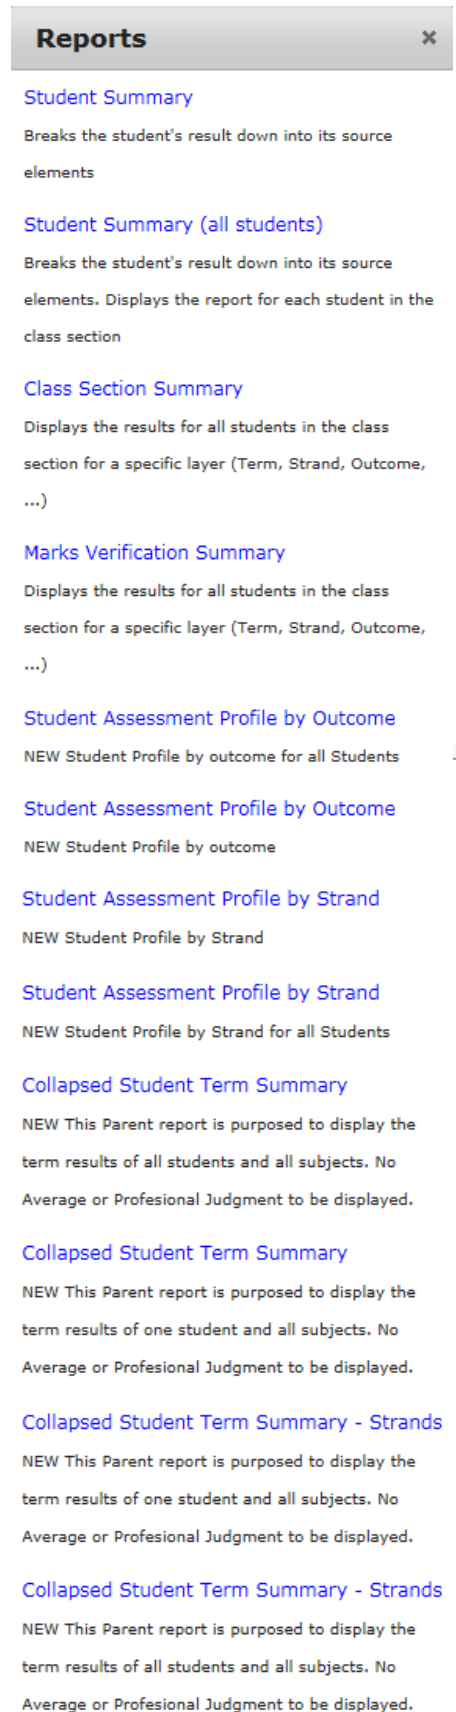 Reports ×
Student Summary
Breaks the student's result down into its source
elements
Student Summary (all students)
Breaks the student's result down into its source
elements. Displays the report for each student in the
class section
Class Section Summary
Displays the results for all students in the class
section for a specific layer (Term, Strand, Outcome,
...)
Marks Verification Summary
Displays the results for all students in the class
section for a specific layer (Term, Strand, Outcome,
...)
Student Assessment Profile by Outcome
NEW Student Profile by outcome for all Students
Student Assessment Profile by Outcome
NEW Student Profile by outcome
Student Assessment Profile by Strand
NEW Student Profile by Strand
Student Assessment Profile by Strand
NEW Student Profile by Strand for all Students
Collapsed Student Term Summary
NEW This Parent report is purposed to display the
term results of all students and all subjects. No
Average or Profesional Judgment to be displayed.
Collapsed Student Term Summary
NEW This Parent report is purposed to display the
term results of one student and all subjects. No
Average or Profesional Judgment to be displayed.
Collapsed Student Term Summary - Strands
NEW This Parent report is purposed to display the
term results of one student and all subjects. No
Average or Profesional Judgment to be displayed.
Collapsed Student Term Summary - Strands
NEW This Parent report is purposed to display the
term results of all students and all subjects. No
Average or Profesional Judgment to be displayed.